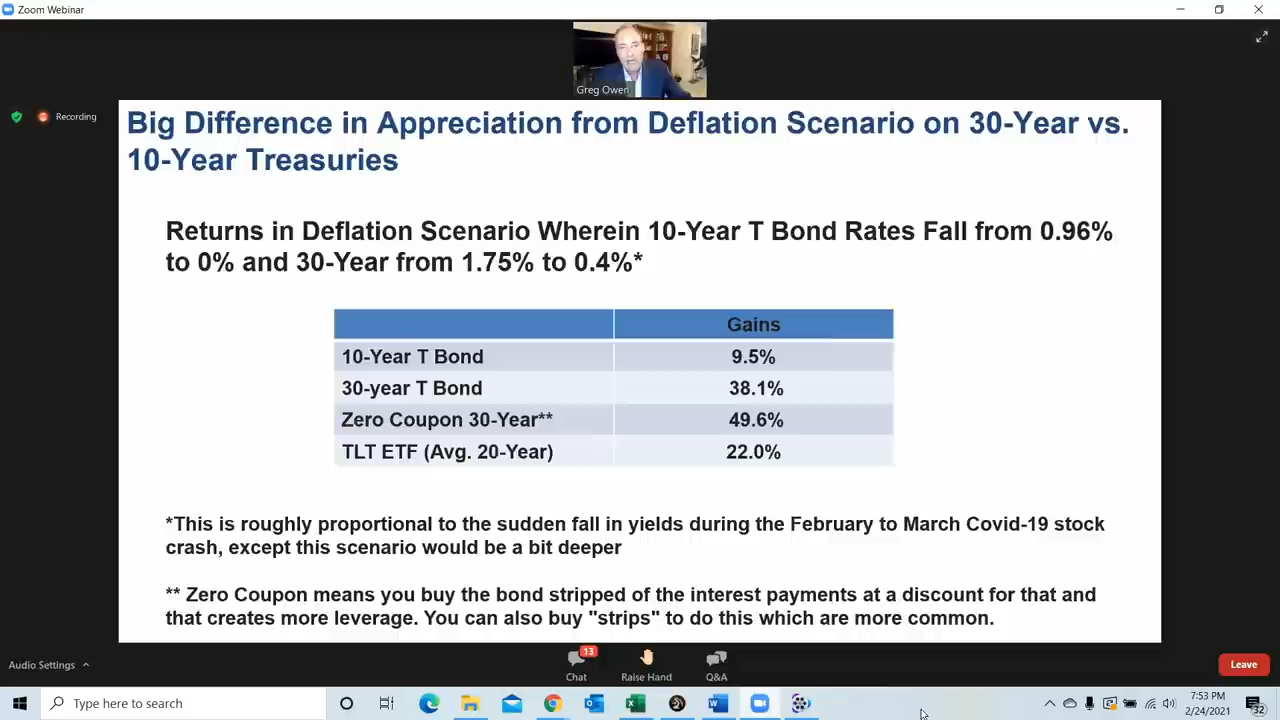 Zoom Webinar
Greg Owen
Recording
Big Difference in Appreciation from Deflation Scenario on 30-Year vs.
10-Year Treasuries
Returns in Deflation Scenario Wherein 10-Year T Bond Rates Fall from 0.96%
to 0% and 30-Year from 1.75% to 0.4%*
Gains
10-Year T Bond 9.5%
30-year T Bond 38.1%
Zero Coupon 30-Year** 49.6%
TLT ETF (Avg. 20-Year) 22.0%
*This is roughly proportional to the sudden fall in yields during the February to March Covid-19 stock
crash, except this scenario would be a bit deeper
** Zero Coupon means you buy the bond stripped of the interest payments at a discount for that and
that creates more leverage. You can also buy "strips" to do this which are more common.
Audio Settings
13
Chat
Raise Hand
Q&A
Leave
Type here to search
7:53 PM
2/24/2021
32